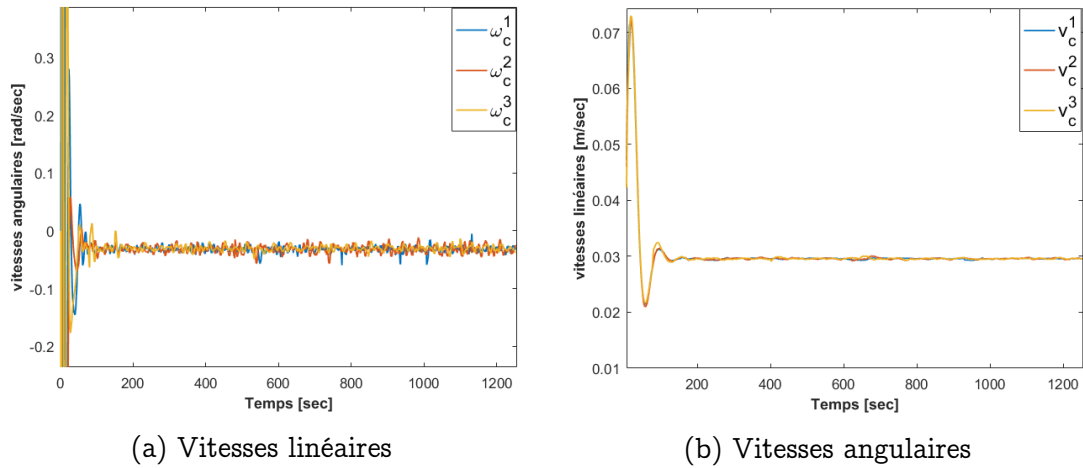 vitesses angulaires [rad/sec]
0.3
0.2
0.1
0
-0.1
-0.2
ω_c^1
ω_c^2
ω_c^3
0 200 400 600 800 1000 1200
Temps [sec]
(a) Vitesses linéaires
vitesses linéaires [m/sec]
0.07
0.06
0.05
0.04
0.03
0.02
0.01
v_c^1
v_c^2
v_c^3
200 400 600 800 1000 1200
Temps [sec]
(b) Vitesses angulaires